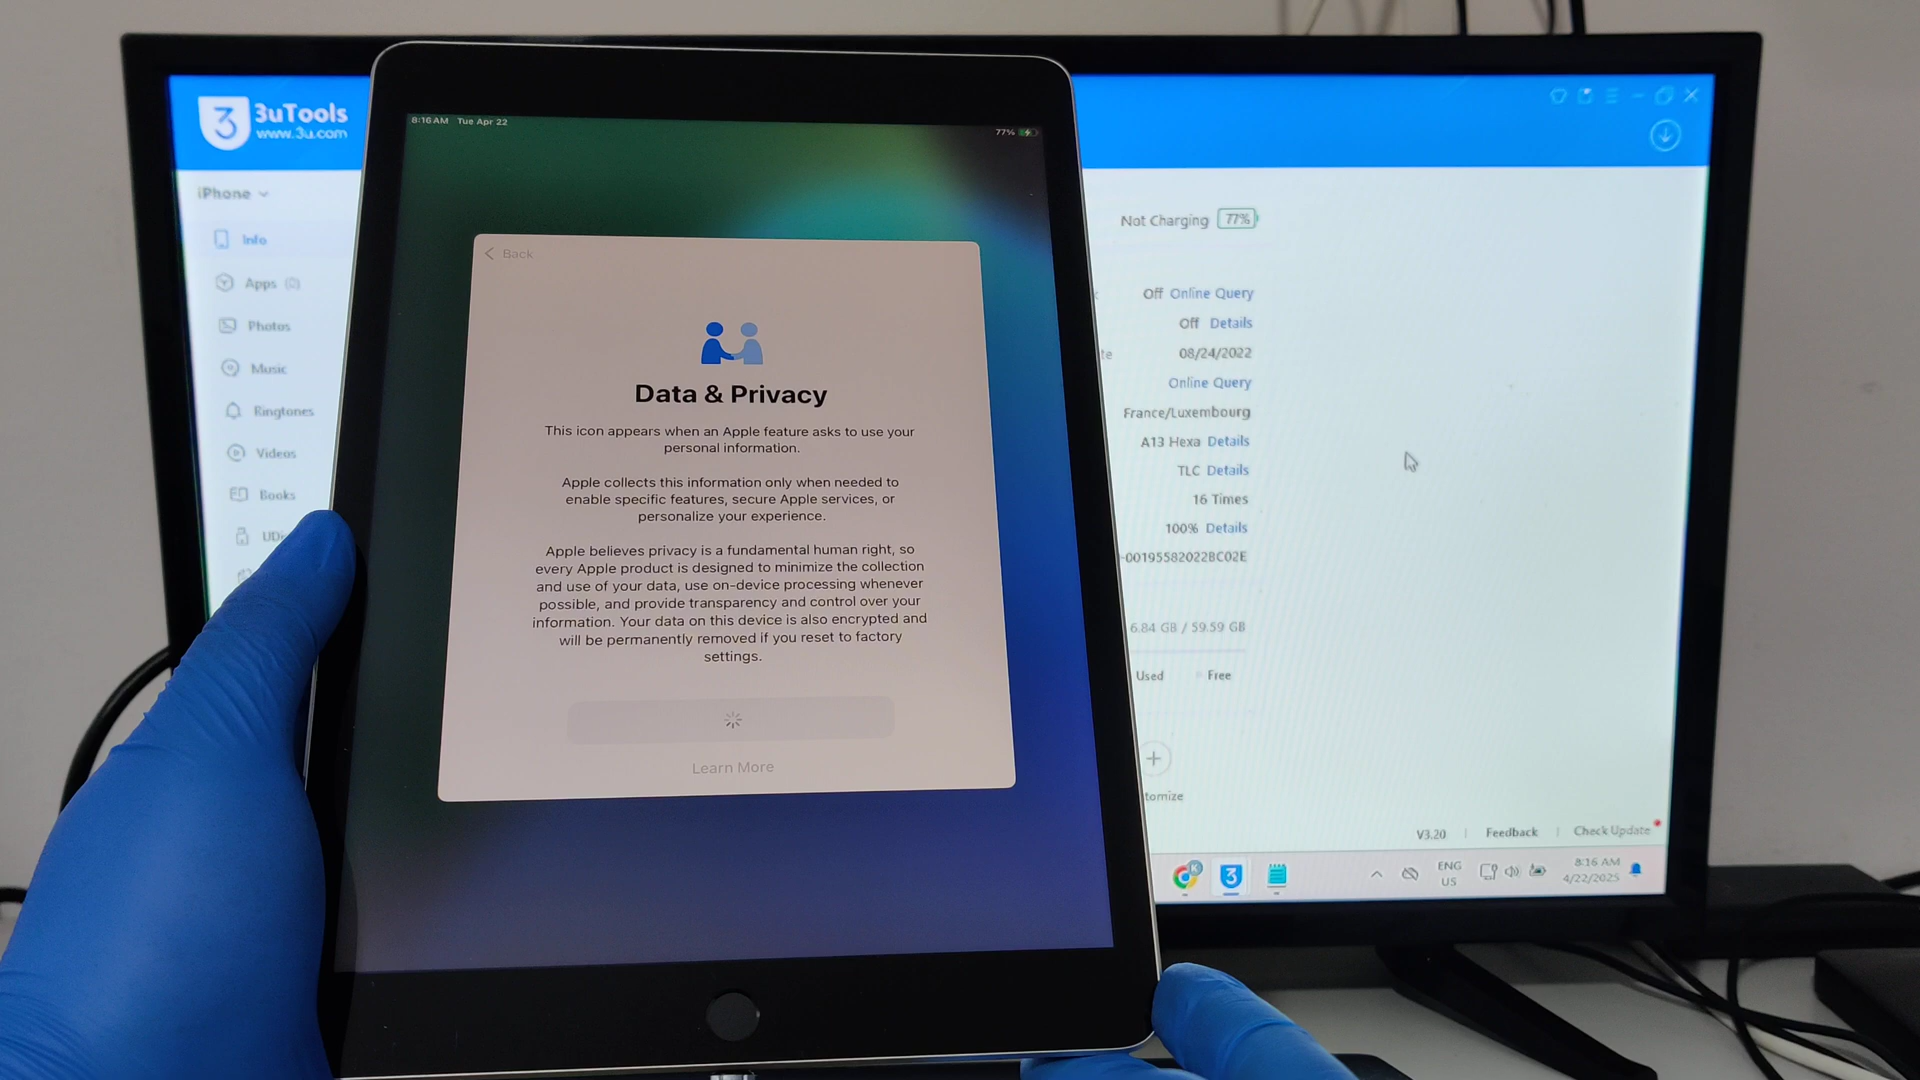 3uTools
www.3u.com
iPhone
Info
Apps (0)
Photos
Music
Ringtones
Videos
Books
8:16 AM Tue Apr 22
77%
Back
Data & Privacy
This icon appears when an Apple feature asks to use your
personal information.
Apple collects this information only when needed to
enable specific features, secure Apple services, or
personalize your experience.
Apple believes privacy is a fundamental human right, so
every Apple product is designed to minimize the collection
and use of your data, use on-device processing whenever
possible, and provide transparency and control over your
information. Your data on this device is also encrypted and
will be permanently removed if you reset to factory
settings.
Learn More
Not Charging 77%
Off Online Query
Off Details
te 08/24/2022
Online Query
France/Luxembourg
A13 Hexa Details
TLC Details
16 Times
100% Details
-00195582022BC02E
6.84 GB / 59.59 GB
Used Free
tomize
V3.20 | Feedback | Check Update
ENG
US
8:16 AM
4/22/2025